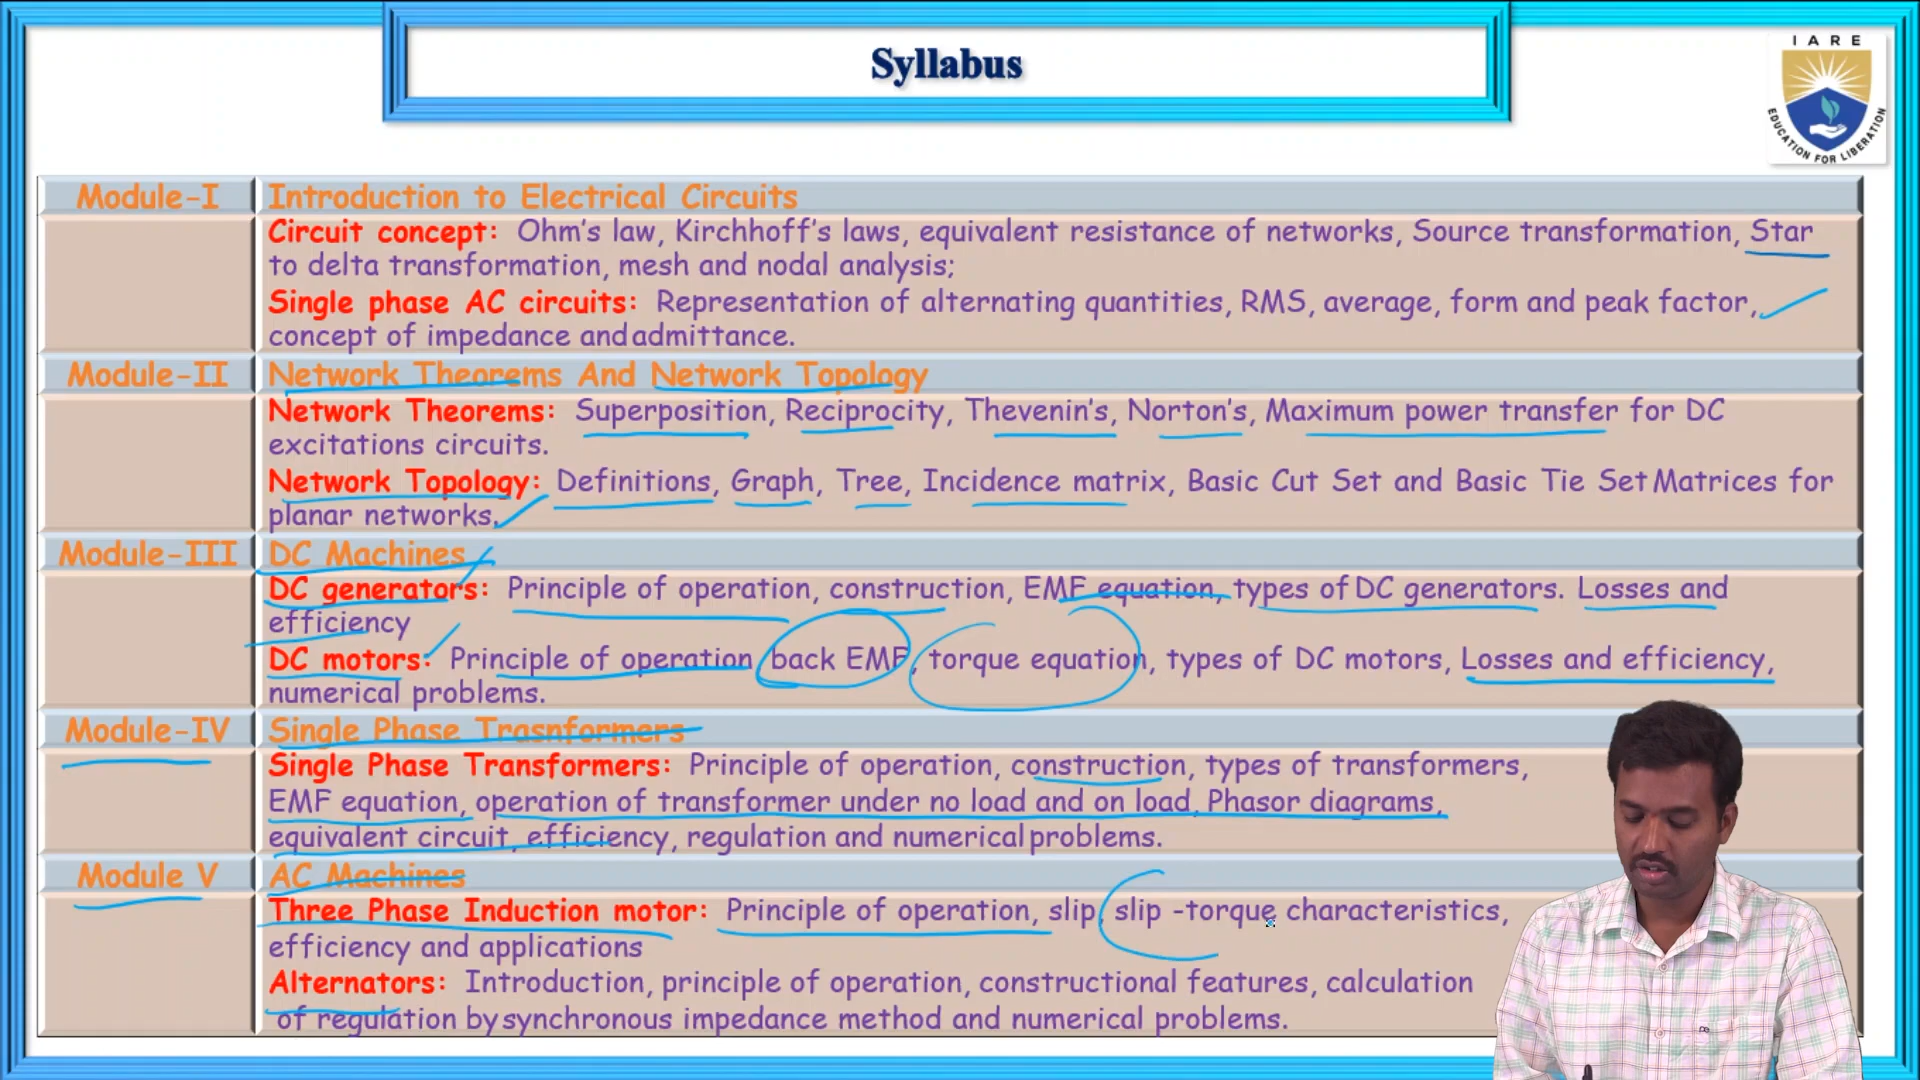 Syllabus
I A R E
EDUCATION FOR LIBERATION
Module-I Introduction to Electrical Circuits
Circuit concept: Ohm's law, Kirchhoff's laws, equivalent resistance of networks, Source transformation, Star
to delta transformation, mesh and nodal analysis;
Single phase AC circuits: Representation of alternating quantities, RMS, average, form and peak factor,
concept of impedance and admittance.
Module-II Network Theorems And Network Topology
Network Theorems: Superposition, Reciprocity, Thevenin's, Norton's, Maximum power transfer for DC
excitations circuits.
Network Topology: Definitions, Graph, Tree, Incidence matrix, Basic Cut Set and Basic Tie Set Matrices for
planar networks.
Module-III DC Machines
DC generators: Principle of operation, construction, EMF equation, types of DC generators. Losses and
efficiency
DC motors: Principle of operation, back EMF, torque equation, types of DC motors, Losses and efficiency,
numerical problems.
Module-IV Single Phase Trasnformers
Single Phase Transformers: Principle of operation, construction, types of transformers,
EMF equation, operation of transformer under no load and on load, Phasor diagrams,
equivalent circuit, efficiency, regulation and numerical problems.
Module V AC Machines
Three Phase Induction motor: Principle of operation, slip, slip -torque characteristics,
efficiency and applications
Alternators: Introduction, principle of operation, constructional features, calculation
of regulation by synchronous impedance method and numerical problems.